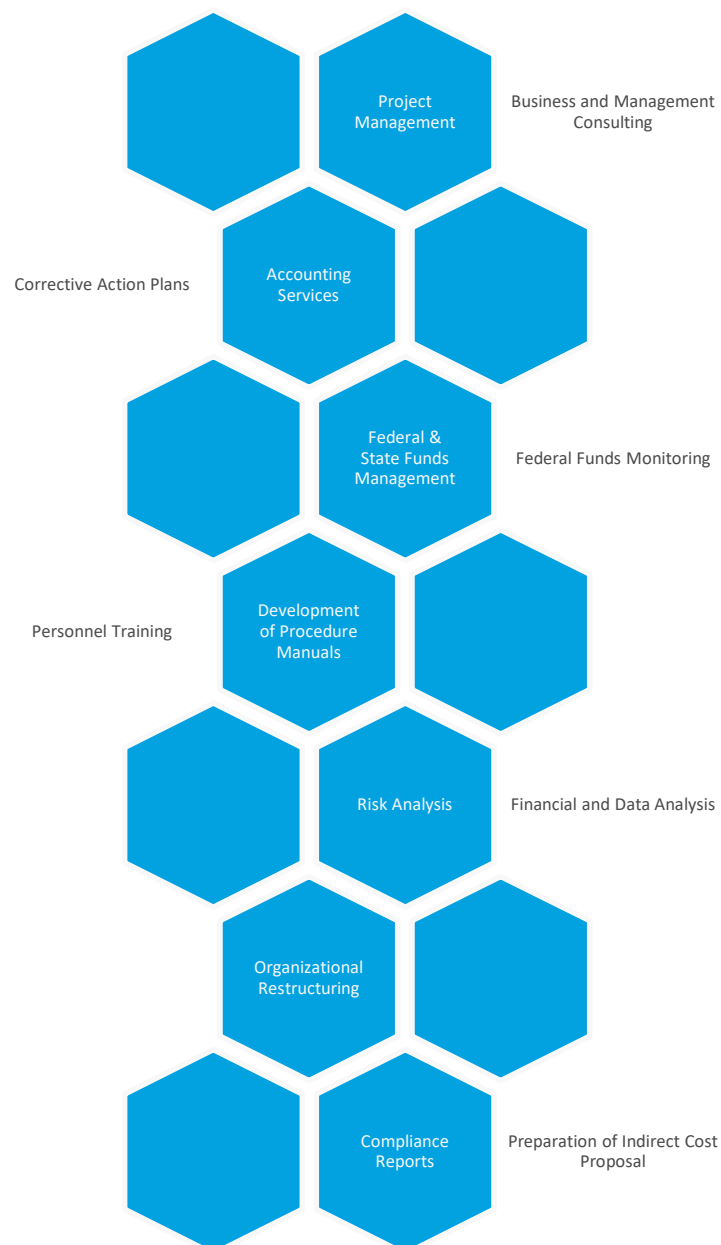 Project
Management
Business and Management
Consulting
Corrective Action Plans
Accounting
Services
Federal &
State Funds
Management
Federal Funds Monitoring
Personnel Training
Development
of Procedure
Manuals
Risk Analysis
Financial and Data Analysis
Organizational
Restructuring
Compliance
Reports
Preparation of Indirect Cost
Proposal